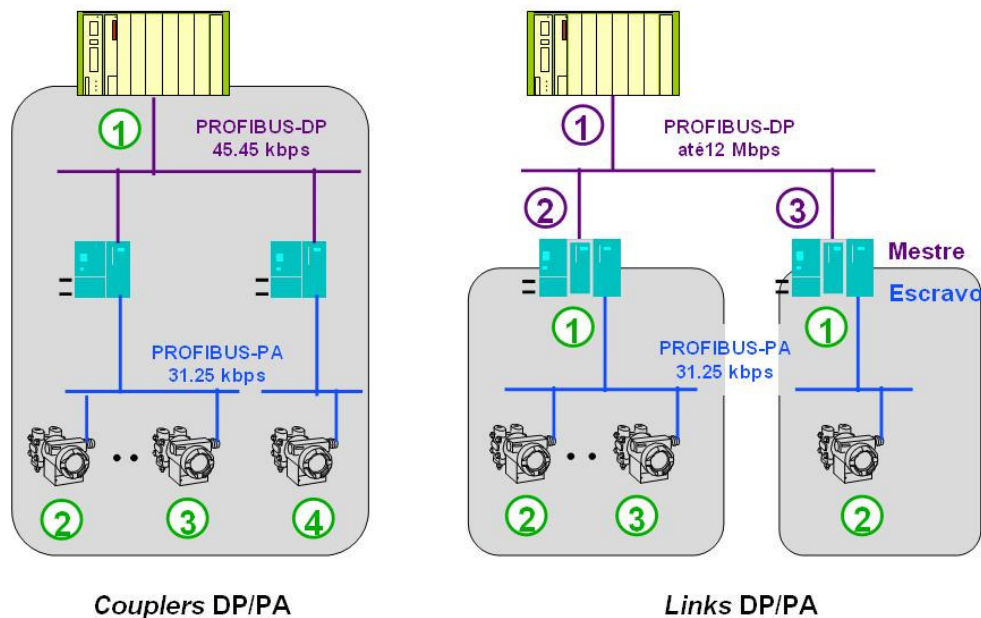 1
PROFIBUS-DP
45.45 kbps
PROFIBUS-PA
31.25 kbps
2
3
4
Couplers DP/PA
1
PROFIBUS-DP
até12 Mbps
2
3
Mestre
Escravo
1
1
PROFIBUS-PA
31.25 kbps
2
3
2
Links DP/PA